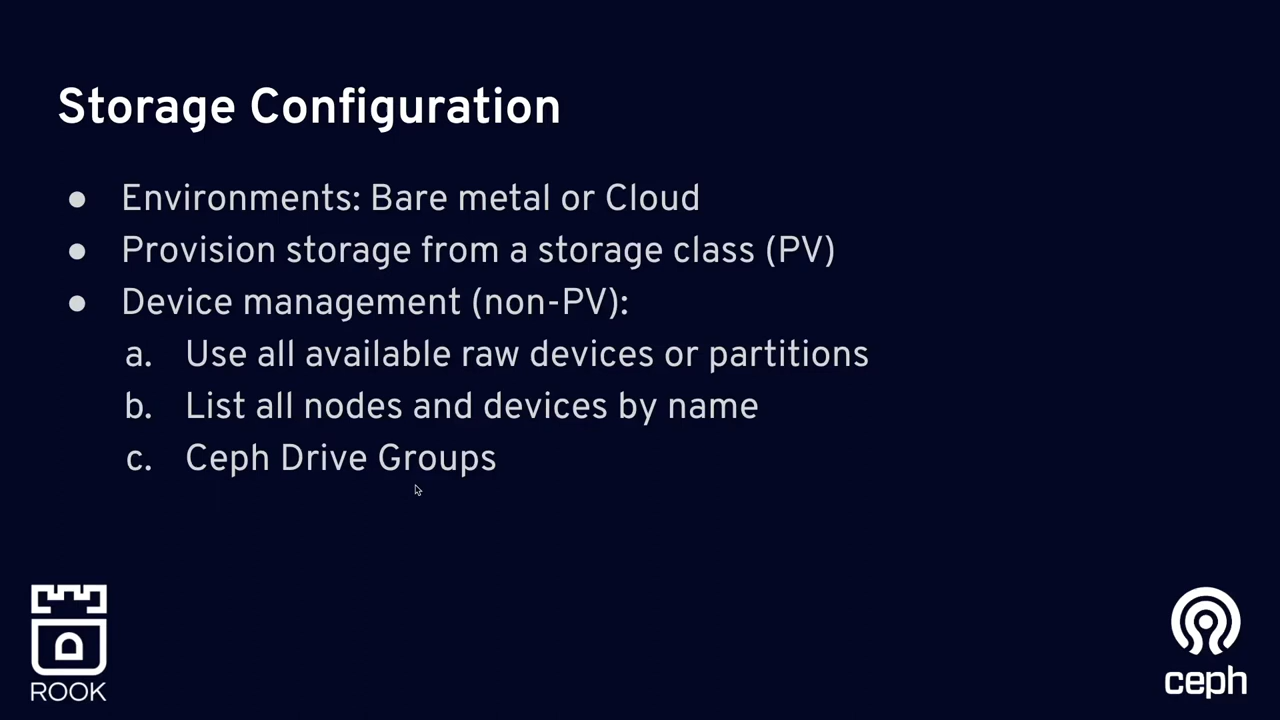 Storage Configuration
● Environments: Bare metal or Cloud
● Provision storage from a storage class (PV)
● Device management (non-PV):
a. Use all available raw devices or partitions
b. List all nodes and devices by name
c. Ceph Drive Groups
ROOK
ceph